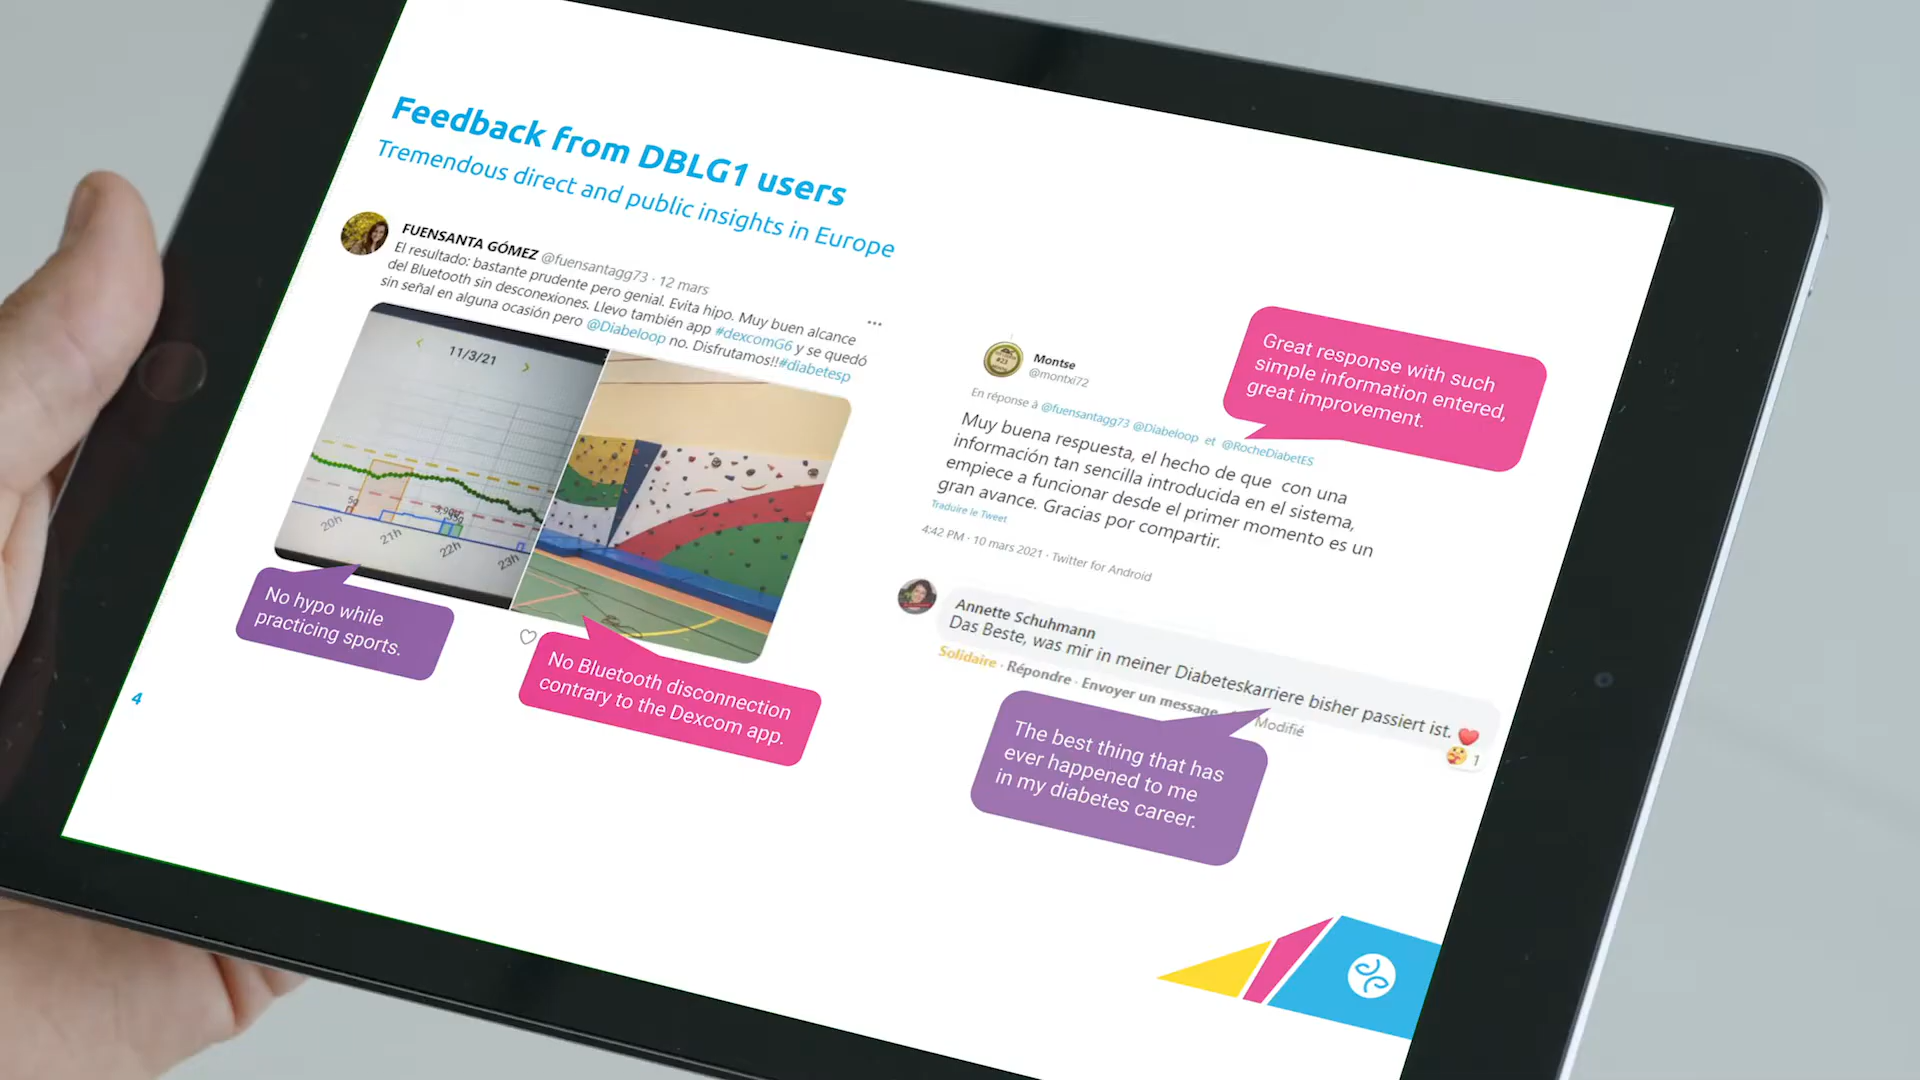 Feedback from DBLG1 users
Tremendous direct and public insights in Europe
FUENSANTA GÓMEZ @fuensantagg73 · 12 mars
El resultado: bastante prudente pero genial. Evita hipo. Muy buen alcance
del Bluetooth sin desconexiones. Llevo también app #dexcomG6 y se quedó
sin señal en alguna ocasión pero @Diabeloop no. Disfrutamos!!#diabetesp
11/3/21
5g
20h
21h
22h
23h
No hypo while
practicing sports.
No Bluetooth disconnection
contrary to the Dexcom app.
4
Montse
@montxi72
En réponse à @fuensantagg73 @Diabeloop et @RocheDiabetES
Muy buena respuesta, el hecho de que con una
información tan sencilla introducida en el sistema,
empiece a funcionar desde el primer momento es un
gran avance. Gracias por compartir.
Traduire le Tweet
4:42 PM · 10 mars 2021 · Twitter for Android
Great response with such
simple information entered,
great improvement.
Annette Schuhmann
Das Beste, was mir in meiner Diabeteskarriere bisher passiert ist.
1
Solidaire · Répondre · Envoyer un message
Modifié
The best thing that has
ever happened to me
in my diabetes career.